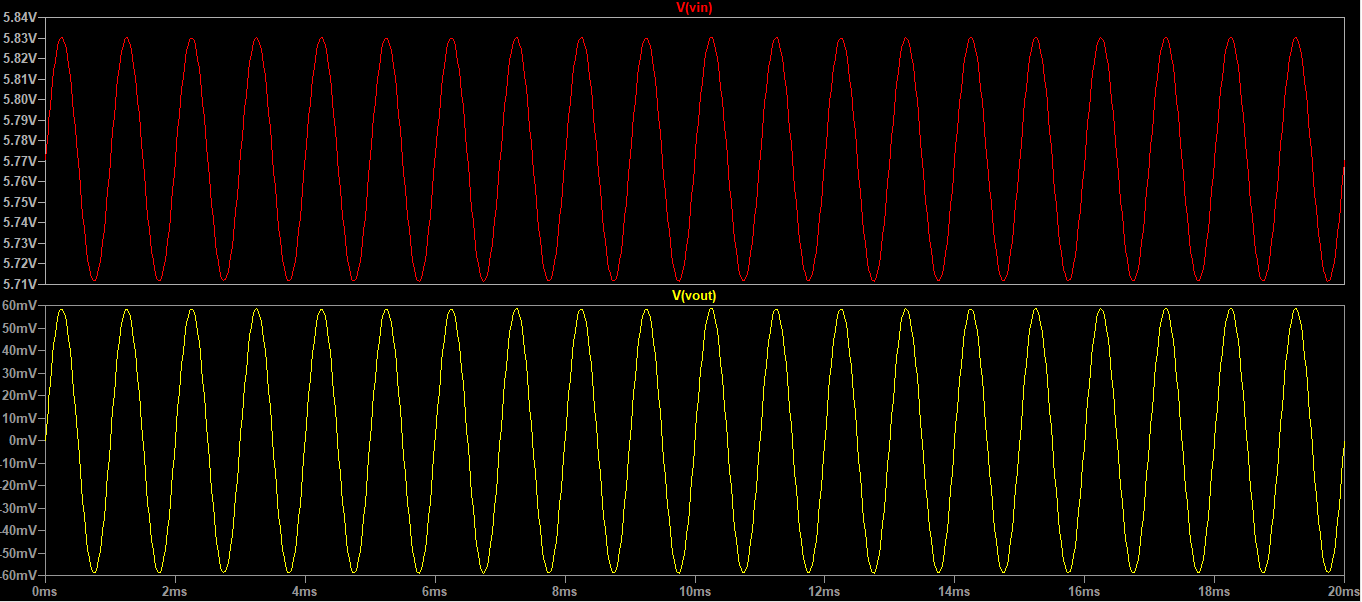 V(vin)
5.84V
5.83V
5.82V
5.81V
5.80V
5.79V
5.78V
5.77V
5.76V
5.75V
5.74V
5.73V
5.72V
5.71V
V(vout)
60mV
50mV
40mV
30mV
20mV
10mV
0mV
-10mV
-20mV
-30mV
-40mV
-50mV
-60mV
0ms 2ms 4ms 6ms 8ms 10ms 12ms 14ms 16ms 18ms 20ms